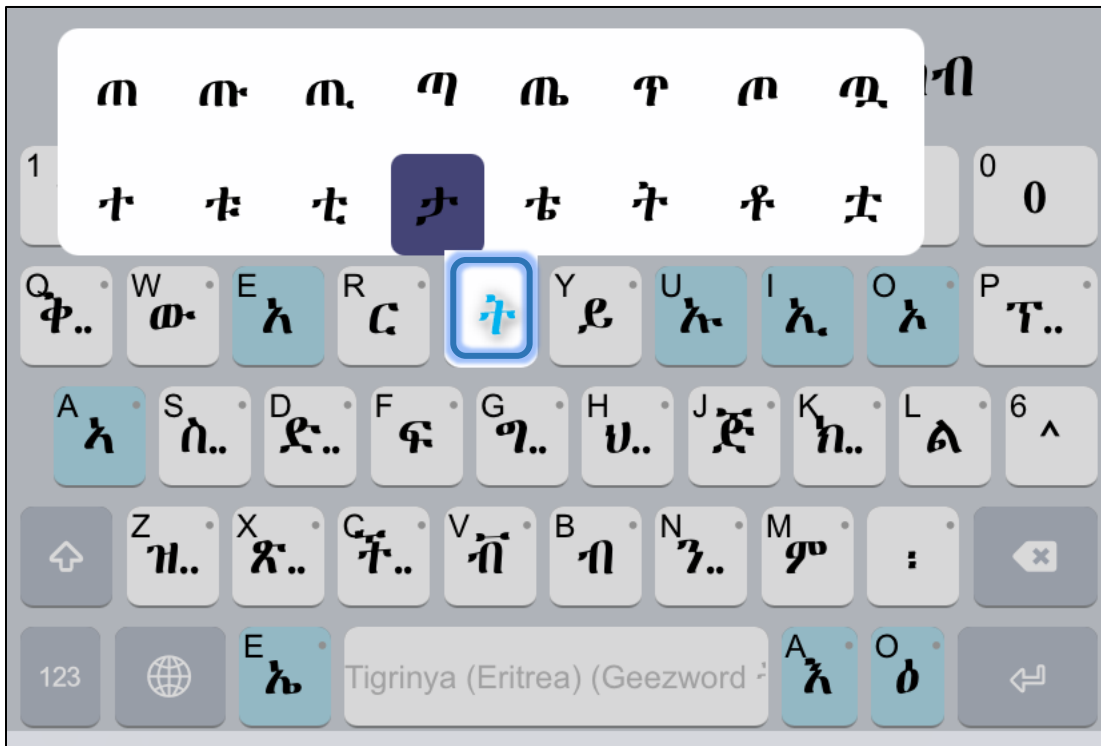 ጠ ጡ ጢ ጣ ጤ ጥ ጦ ጧ ብ
ተ ቱ ቲ ታ ቴ ት ቶ ቷ
1 0 0
Q ቅ.. W ው E አ R ር ት Y ይ U ኡ I ኢ O ኦ P ፕ..
A ኣ S ስ.. D ድ.. F ፍ G ግ.. H ህ.. J ጅ K ክ.. L ል 6 ^
Z ዝ.. X ጽ.. C ች.. V ቭ B ብ N ን.. M ም ፡
123 E ኤ Tigrinya (Eritrea) (Geezword A እ O ዕ